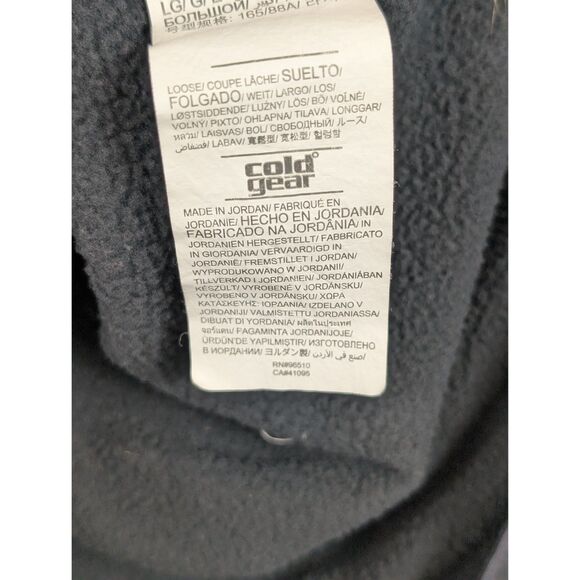 LG/ G/
БОЛЬШОЙ/
号型规格: 165/88A/
LOOSE/ COUPE LÂCHE/ SUELTO/
FOLGADO/ WEIT/ LARGO/ LOS/
LØSTSIDDENDE/ LUŹNY/ LÖS/ BŐ/ VOLNÉ/
VOLNÝ/ PIXTO/ OHLAPNA/ TILAVA/ LONGGAR/
หลวม/ LAISVAS/ BOL/ СВОБОДНЫЙ/ ルース/
فضفاض/ LABAV/ 寬鬆型/ 宽松型/ 헐렁함
cold gear
MADE IN JORDAN/ FABRIQUÉ EN
JORDANIE/ HECHO EN JORDANIA/
FABRICADO NA JORDÂNIA/ IN
JORDANIEN HERGESTELLT/ FABBRICATO
IN GIORDANIA/ VERVAARDIGD IN
JORDANIË/ FREMSTILLET I JORDAN/
WYPRODUKOWANO W JORDANII/
TILLVERKAD I JORDANIEN/ JORDÁNIÁBAN
KÉSZÜLT/ VYROBENÉ V JORDÁNSKU/
VYROBENO V JORDÁNSKU/ ΧΩΡΑ
ΚΑΤΑΣΚΕΥΗΣ: ΙΟΡΔΑΝΙΑ/ IZDELANO V
JORDANIJI/ VALMISTETTU JORDANIASSA/
DIBUAT DI YORDANIA/ ผลิตในประเทศ
จอร์แดน/ PAGAMINTA JORDANIJOJE/
ÜRDÜN'DE YAPILMIŞTIR/ ИЗГОТОВЛЕНО
В ИОРДАНИИ/ ヨルダン製/ صنع في الأردن/
RN#96510
CA#41095